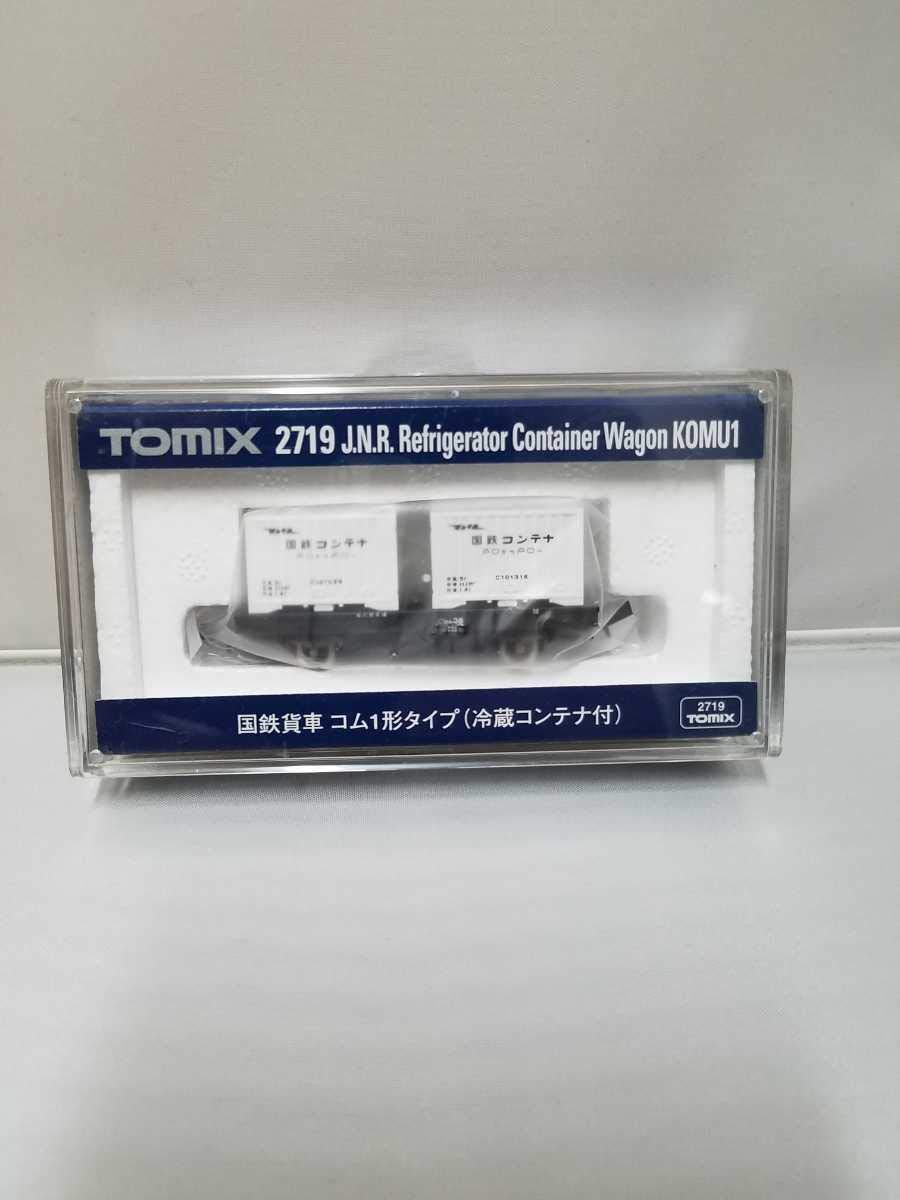 TOMIX 2719 J.N.R. Refrigerator Container Wagon KOMU1
国鉄コンテナ
国鉄コンテナ
C101316
国鉄貨車 コム1形タイプ(冷蔵コンテナ付)
2719
TOMIX